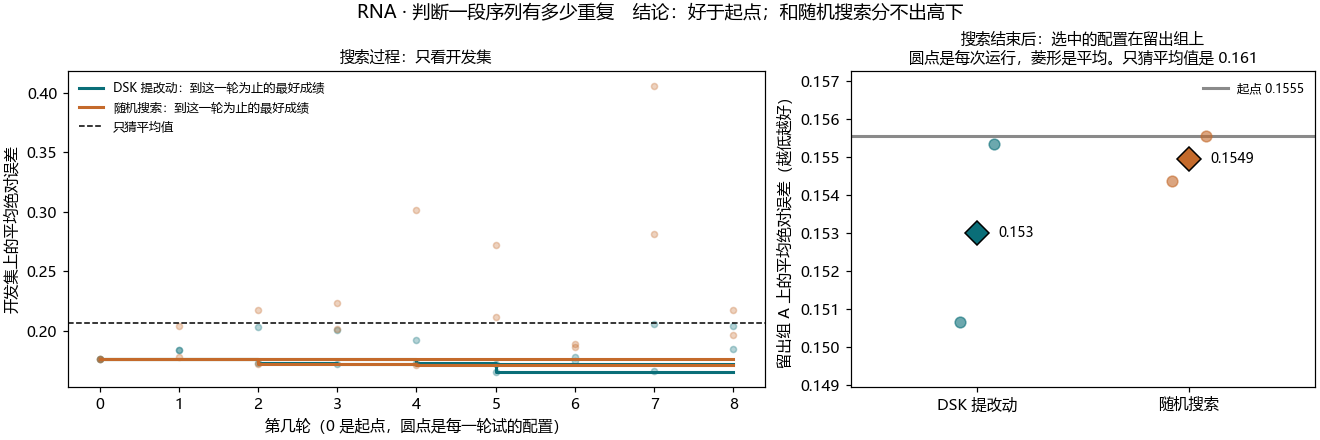 RNA · 判断一段序列有多少重复　结论：好于起点；和随机搜索分不出高下
搜索过程：只看开发集
DSK 提改动：到这一轮为止的最好成绩
随机搜索：到这一轮为止的最好成绩
只猜平均值
开发集上的平均绝对误差
0.40
0.35
0.30
0.25
0.20
0 1 2 3 4 5 6 7 8
第几轮（0 是起点，圆点是每一轮试的配置）
搜索结束后：选中的配置在留出组上
圆点是每次运行，菱形是平均。只猜平均值是 0.161
起点 0.1555
留出组 A 上的平均绝对误差（越低越好）
0.157
0.156
0.155
0.154
0.153
0.152
0.151
0.150
0.149
0.153
0.1549
DSK 提改动 随机搜索